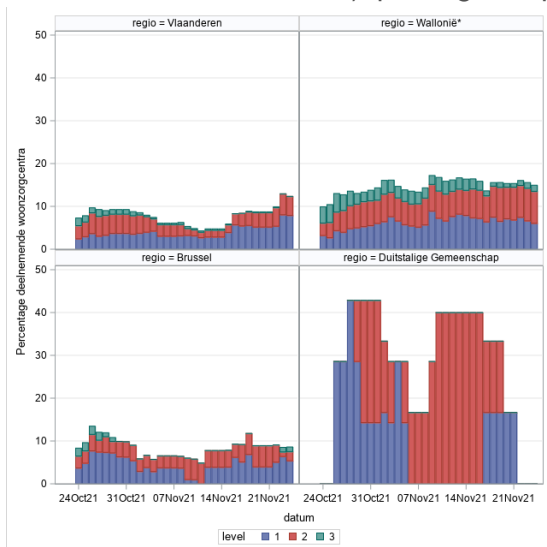 regio = Vlaanderen
regio = Wallonië*
50
40
30
20
10
0
regio = Brussel
regio = Duitstalige Gemeenschap
50
40
30
20
10
0
Percentage deelnemende woonzorgcentra
24Oct21 31Oct21 07Nov21 14Nov21 21Nov21
24Oct21 31Oct21 07Nov21 14Nov21 21Nov21
datum
level 1 2 3